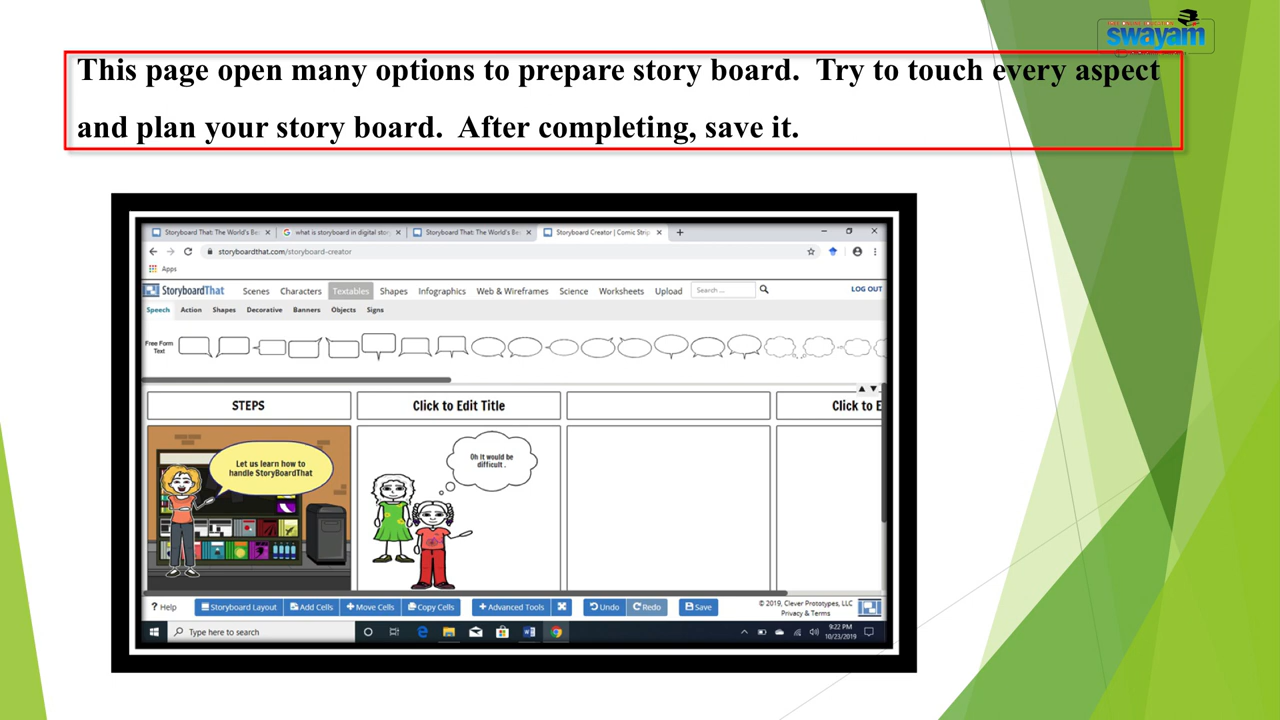 swayam
This page open many options to prepare story board. Try to touch every aspect
and plan your story board. After completing, save it.
Storyboard That: The World's Be
what is storyboard in digital stor
Storyboard That: The World's Be
Storyboard Creator | Comic Strip
storyboardthat.com/storyboard-creator
Apps
StoryboardThat Scenes Characters Textables Shapes Infographics Web & Wireframes Science Worksheets Upload Search ... LOG OUT
Speech Action Shapes Decorative Banners Objects Signs
Free Form
Text
STEPS
Click to Edit Title
Click to E
Let us learn how to
handle StoryBoardThat
Oh It would be
difficult .
? Help Storyboard Layout Add Cells Move Cells Copy Cells Advanced Tools Undo Redo Save
© 2019, Clever Prototypes, LLC
Privacy & Terms
Type here to search
9:22 PM
10/23/2019